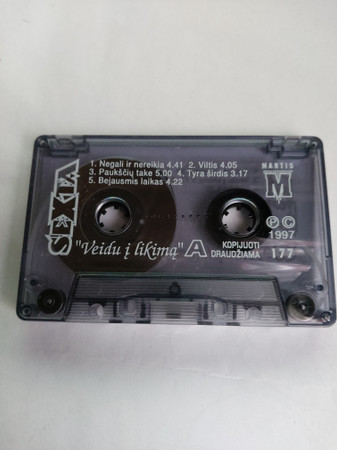 1. Negali ir nereikia 4.41 2. Viltis 4.05
3. Paukščių take 5.00 4. Tyra širdis 3.17
5. Bejausmis laikas 4.22
MANTIS
M
"Veidu į likimą" A
KOPIJUOTI
DRAUDŽIAMA
P C
1997
177